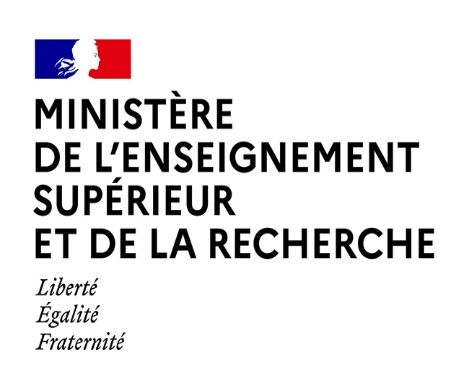 MINISTÈRE
DE L’ENSEIGNEMENT
SUPÉRIEUR
ET DE LA RECHERCHE
Liberté
Égalité
Fraternité